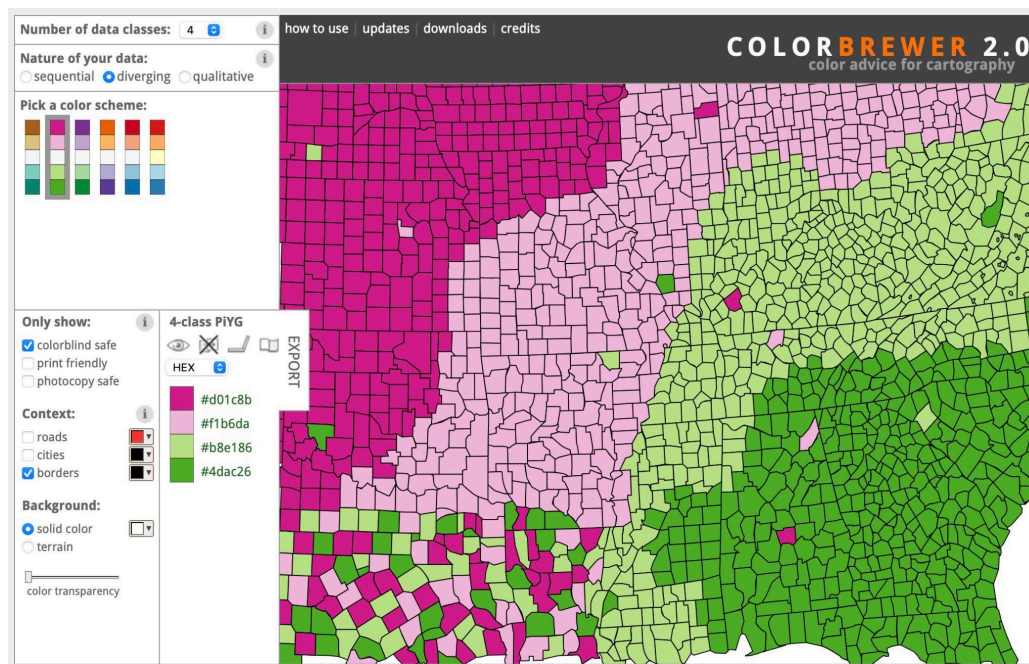 Number of data classes: 4 i
how to use | updates | downloads | credits
COLORBREWER 2.0
color advice for cartography
Nature of your data: i
sequential diverging qualitative
Pick a color scheme:
Only show: i
colorblind safe
print friendly
photocopy safe
Context: i
roads
cities
borders
Background:
solid color
terrain
color transparency
4-class PiYG
HEX
EXPORT
#d01c8b
#f1b6da
#b8e186
#4dac26